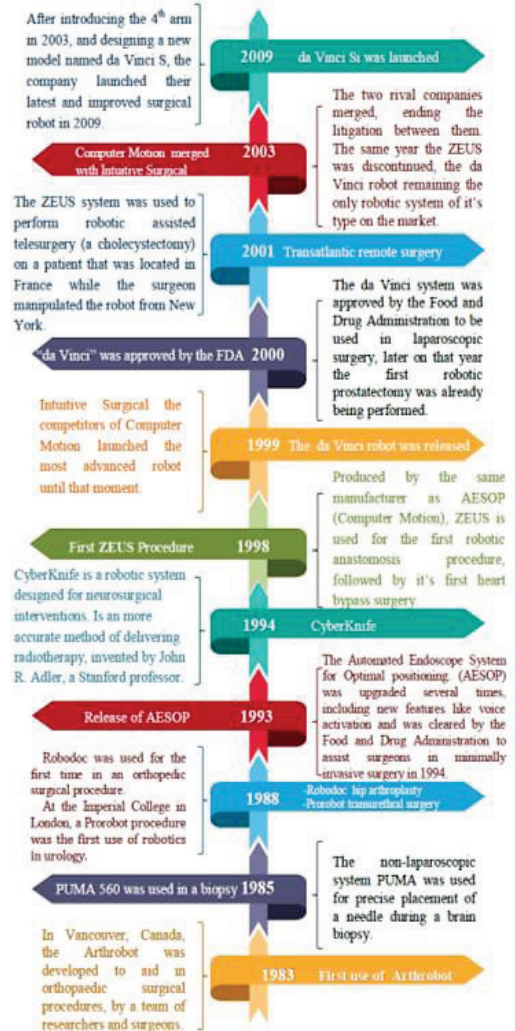 After introducing the 4th arm
in 2003, and designing a new
model named da Vinci S, the
company launched their
latest and improved surgical
robot in 2009.
2009 da Vinci Si was launched
The two rival companies
merged, ending the
litigation between them.
The same year the ZEUS
was discontinued, the da
Vinci robot remaining the
only robotic system of it's
type on the market.
Computer Motion merged
with Intuitive Surgical
2003
The ZEUS system was used to
perform robotic assisted
telesurgery (a cholecystectomy)
on a patient that was located in
France while the surgeon
manipulated the robot from New
York.
2001 Transatlantic remote surgery
The da Vinci system was
approved by the Food and
Drug Administration to be
used in laparoscopic
surgery, later on that year
the first robotic
prostatectomy was already
being performed.
"da Vinci" was approved by the FDA 2000
Intuitive Surgical the
competitors of Computer
Motion launched the
most advanced robot
until that moment.
1999 The da Vinci robot was released
Produced by the same
manufacturer as AESOP
(Computer Motion), ZEUS is
used for the first robotic
anastomosis procedure,
followed by it's first heart
bypass surgery
First ZEUS Procedure 1998
CyberKnife is a robotic system
designed for neurosurgical
interventions. Is an more
accurate method of delivering
radiotherapy, invented by John
R. Adler, a Stanford professor.
1994 CyberKnife
The Automated Endoscope System
for Optimal positioning. (AESOP)
was upgraded several times,
including new features like voice
activation and was cleared by the
Food and Drug Administration to
assist surgeons in minimally
invasive surgery in 1994.
Release of AESOP 1993
Robodoc was used for the
first time in an orthopedic
surgical procedure.
At the Imperial College in
London, a Prorobot procedure
was the first use of robotics
in urology.
1988
-Robodoc hip arthroplasty
-Prorobot transurethral surgery
The non-laparoscopic
system PUMA was used
for precise placement of
a needle during a brain
biopsy.
PUMA 560 was used in a biopsy 1985
In Vancouver, Canada,
the Arthrobot was
developed to aid in
orthopaedic surgical
procedures, by a team of
researchers and surgeons.
1983 First use of Arthrobot